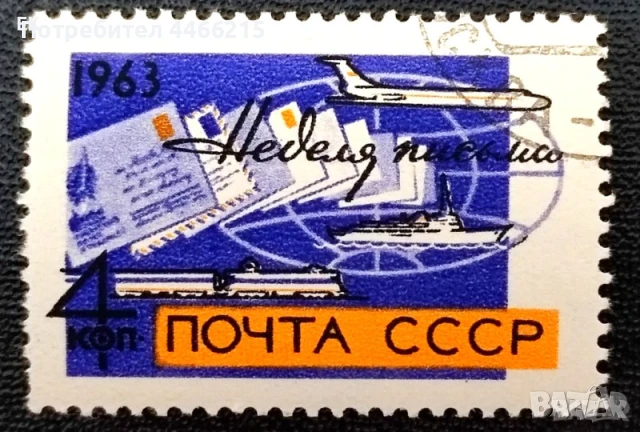 Потребител 4466215
1963
Неделя письма
4
КОП.
ПОЧТА СССР